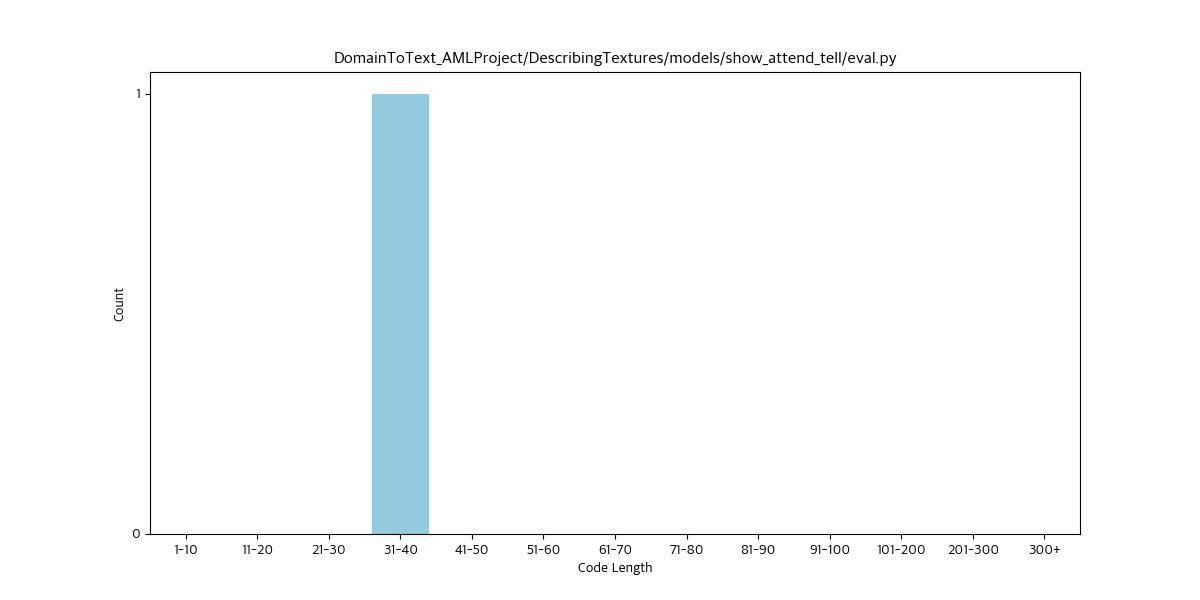 DomainToText_AMLProject/DescribingTextures/models/show_attend_tell/eval.py
1
Count
0
1-10 11-20 21-30 31-40 41-50 51-60 61-70 71-80 81-90 91-100 101-200 201-300 300+
Code Length